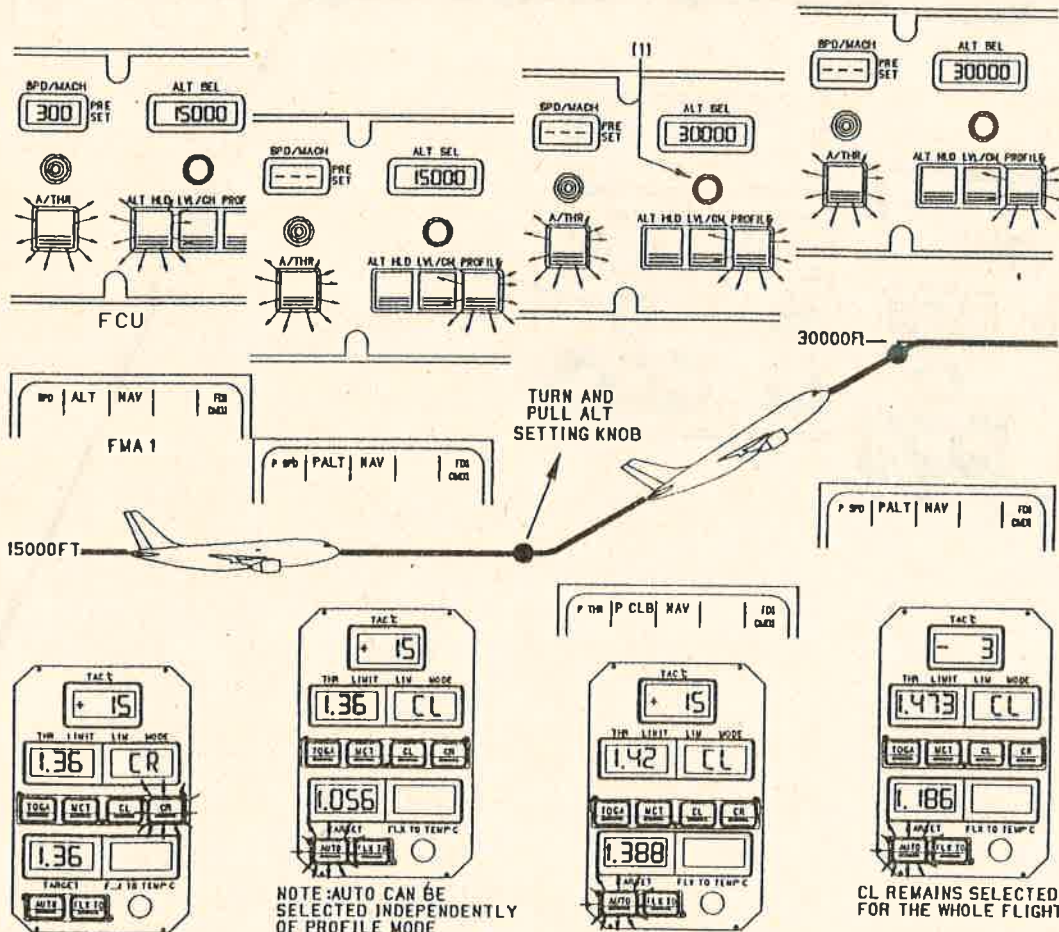 SPD/MACH
300
PRE SET
ALT SEL
15000
A/THR
ALT HLD LVL/CH PROF
FCU
SPD/MACH
---
PRE SET
ALT SEL
15000
A/THR
ALT HLD LVL/CH PROFILE
(1)
SPD/MACH
---
PRE SET
ALT SEL
30000
A/THR
ALT HLD LVL/CH PROFILE
SPD/MACH
---
PRE SET
ALT SEL
30000
A/THR
ALT HLD LVL/CH PROFILE
30000Ft
SPD ALT NAV FD1
CMD1
FMA 1
P SPD PALT NAV FD1
CMD1
TURN AND
PULL ALT
SETTING KNOB
P SPD PALT NAV FD1
CMD1
15000FT
P THR P CLB NAV FD1
CMD1
TAT °C
+ 15
THR LIMIT LIM MODE
1.36 CR
TOGA MCT CL CR
1.36
TARGET FLX TO TEMP C
AUTO FLX TO
TAT °C
+ 15
THR LIMIT LIM MODE
1.36 CL
TOGA MCT CL CR
1.056
TARGET FLX TO TEMP C
AUTO FLX TO
NOTE:AUTO CAN BE
SELECTED INDEPENDENTLY
OF PROFILE MODE
TAT °C
+ 15
THR LIMIT LIM MODE
1.42 CL
TOGA MCT CL CR
1.388
TARGET FLX TO TEMP C
AUTO FLX TO
TAT °C
- 3
THR LIMIT LIM MODE
1.473 CL
TOGA MCT CL CR
1.186
TARGET FLX TO TEMP C
AUTO FLX TO
CL REMAINS SELECTED
FOR THE WHOLE FLIGHT